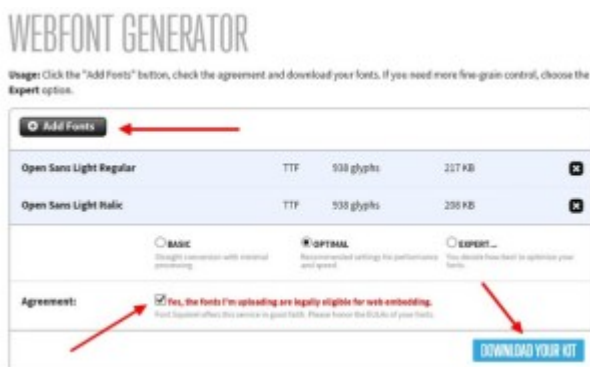 WEBFONT GENERATOR
Usage: Click the "Add Fonts" button, check the agreement and download your fonts. If you need more fine-grain control, choose the
Expert option.
Add Fonts
Open Sans Light Regular TTF 938 glyphs 217 KB
Open Sans Light Italic TTF 938 glyphs 208 KB
BASIC OPTIMAL EXPERT...
Straight conversion with minimal Recommended settings for performance You decide how best to optimize your
processing. and speed. fonts.
Agreement: Yes, the fonts I'm uploading are legally eligible for web embedding.
Font Squirrel offers this service in good faith. Please honor the EULAs of your fonts.
DOWNLOAD YOUR KIT